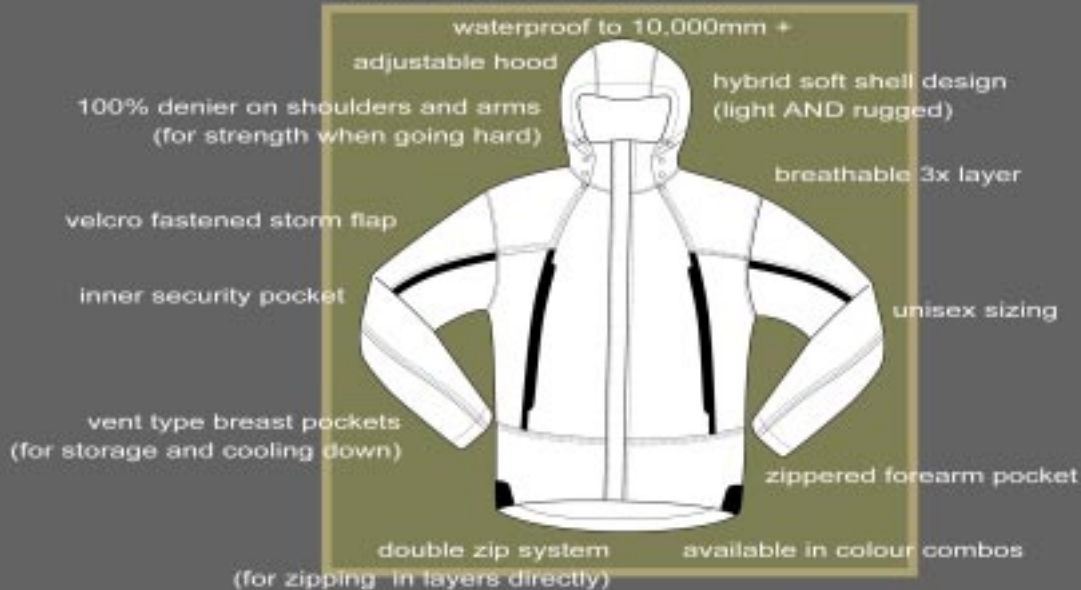 waterproof to 10,000mm +
adjustable hood
hybrid soft shell design
(light AND rugged)
100% denier on shoulders and arms
(for strength when going hard)
breathable 3x layer
velcro fastened storm flap
inner security pocket
unisex sizing
vent type breast pockets
(for storage and cooling down)
zippered forearm pocket
double zip system
(for zipping in layers directly)
available in colour combos